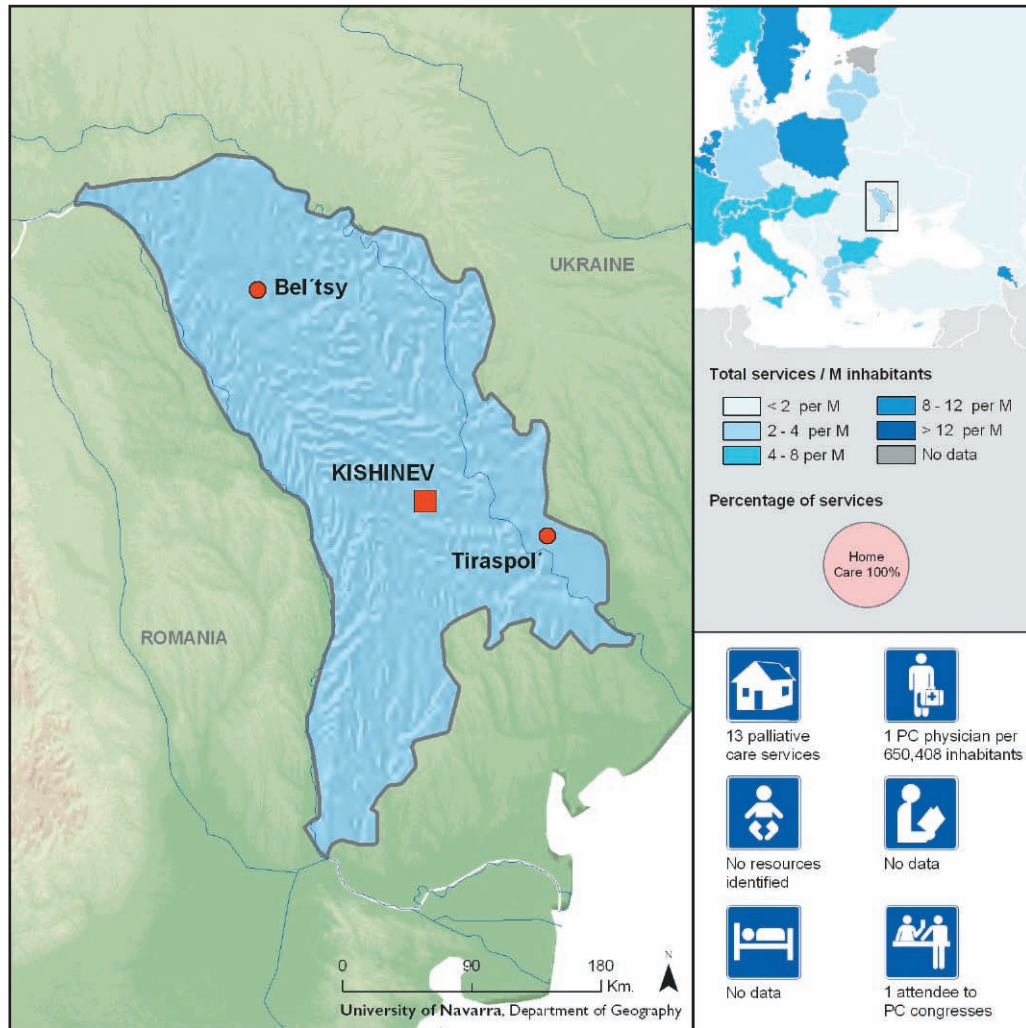 UKRAINE
Bel´tsy
KISHINEV
Tiraspol´
ROMANIA
0 90 180
Km.
N
University of Navarra, Department of Geography
Total services / M inhabitants
< 2 per M
2 - 4 per M
4 - 8 per M
8 - 12 per M
> 12 per M
No data
Percentage of services
Home
Care 100%
13 palliative
care services
1 PC physician per
650,408 inhabitants
No resources
identified
No data
No data
1 attendee to
PC congresses